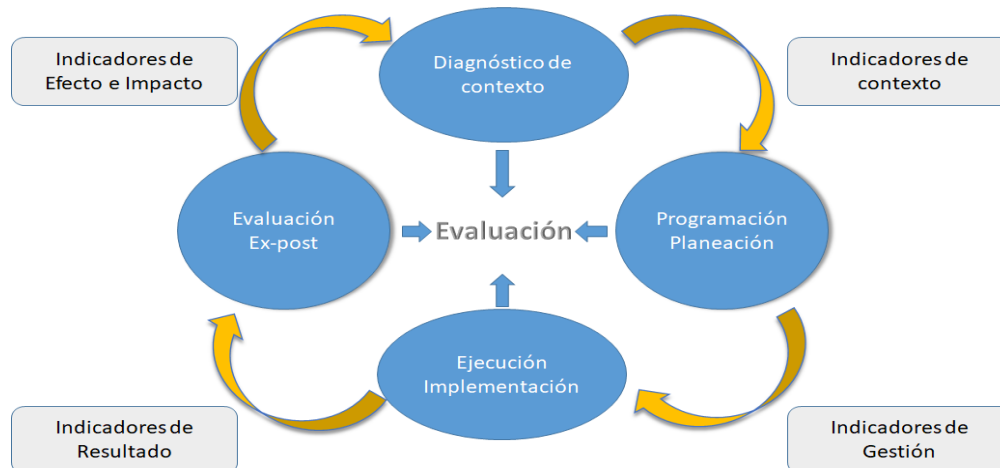 Indicadores de
Efecto e Impacto
Diagnóstico de
contexto
Indicadores de
contexto
Evaluación
Ex-post
Evaluación
Programación
Planeación
Ejecución
Implementación
Indicadores de
Resultado
Indicadores de
Gestión